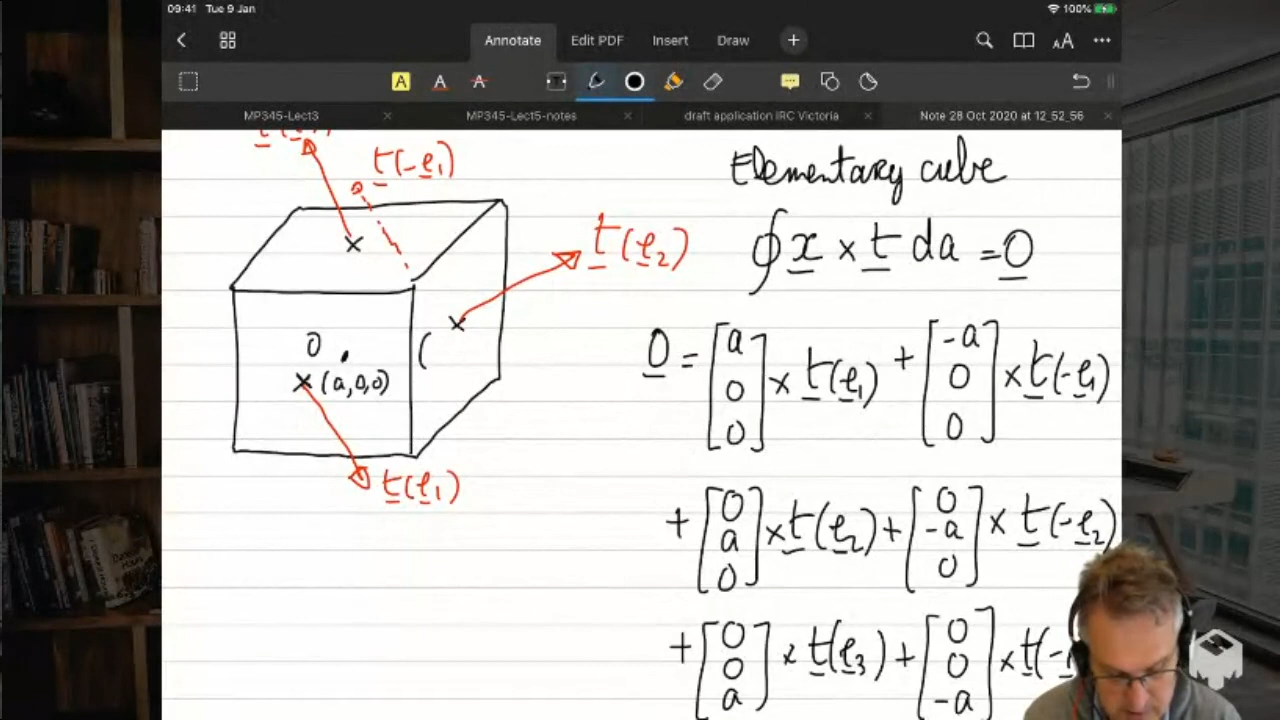 09:41 Tue 9 Jan
100%
Annotate Edit PDF Insert Draw
MP345-Lect3
MP345-Lect5-notes
draft application IRC Victoria
Note 28 Oct 2020 at 12_52_56
Elementary cube
t(-e1)
t(e2)
∮ x × t da = 0
0 = [a 0 0] × t(e1) + [-a 0 0] × t(-e1)
0
(a,0,0)
(
t(e1)
+ [0 a 0] × t(e2) + [0 -a 0] × t(-e2)
+ [0 0 a] × t(e3) + [0 0 -a] × t(-